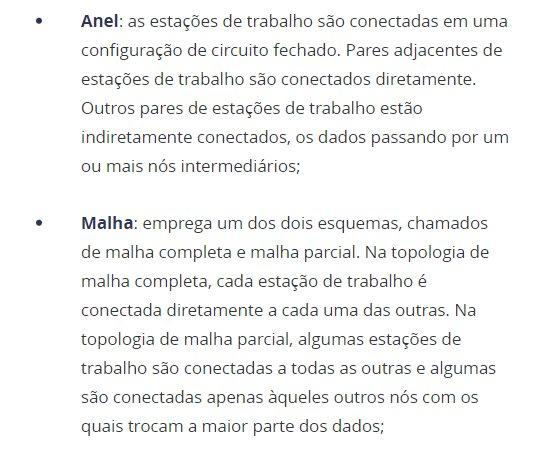 • Anel: as estações de trabalho são conectadas em uma
configuração de circuito fechado. Pares adjacentes de
estações de trabalho são conectados diretamente.
Outros pares de estações de trabalho estão
indiretamente conectados, os dados passando por um
ou mais nós intermediários;
• Malha: emprega um dos dois esquemas, chamados
de malha completa e malha parcial. Na topologia de
malha completa, cada estação de trabalho é
conectada diretamente a cada uma das outras. Na
topologia de malha parcial, algumas estações de
trabalho são conectadas a todas as outras e algumas
são conectadas apenas àqueles outros nós com os
quais trocam a maior parte dos dados;